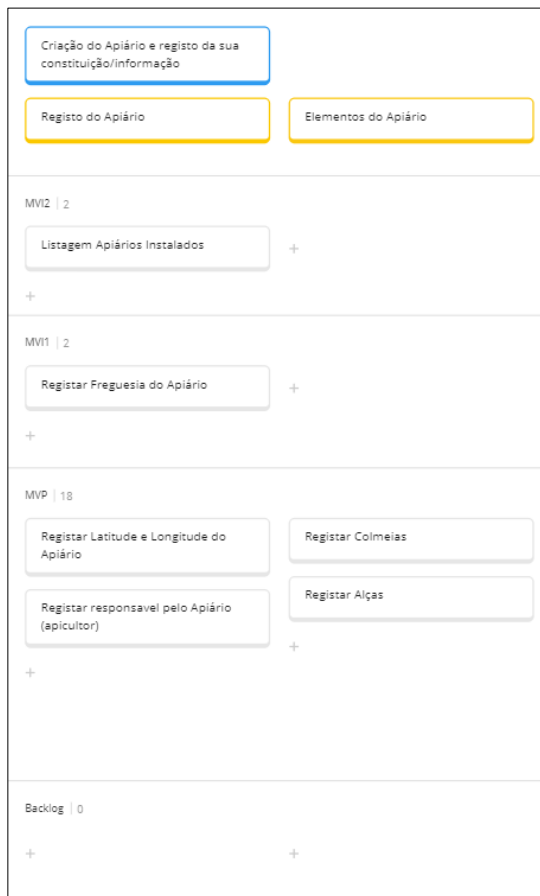 Criação do Apiário e registo da sua
constituição/informação
Registo do Apiário
Elementos do Apiário
MVI2 | 2
Listagem Apiários Instalados
+
+
MVI1 | 2
Registar Freguesia do Apiário
+
+
MVP | 18
Registar Latitude e Longitude do
Apiário
Registar Colmeias
Registar responsavel pelo Apiário
(apicultor)
Registar Alças
+
+
Backlog | 0
+
+